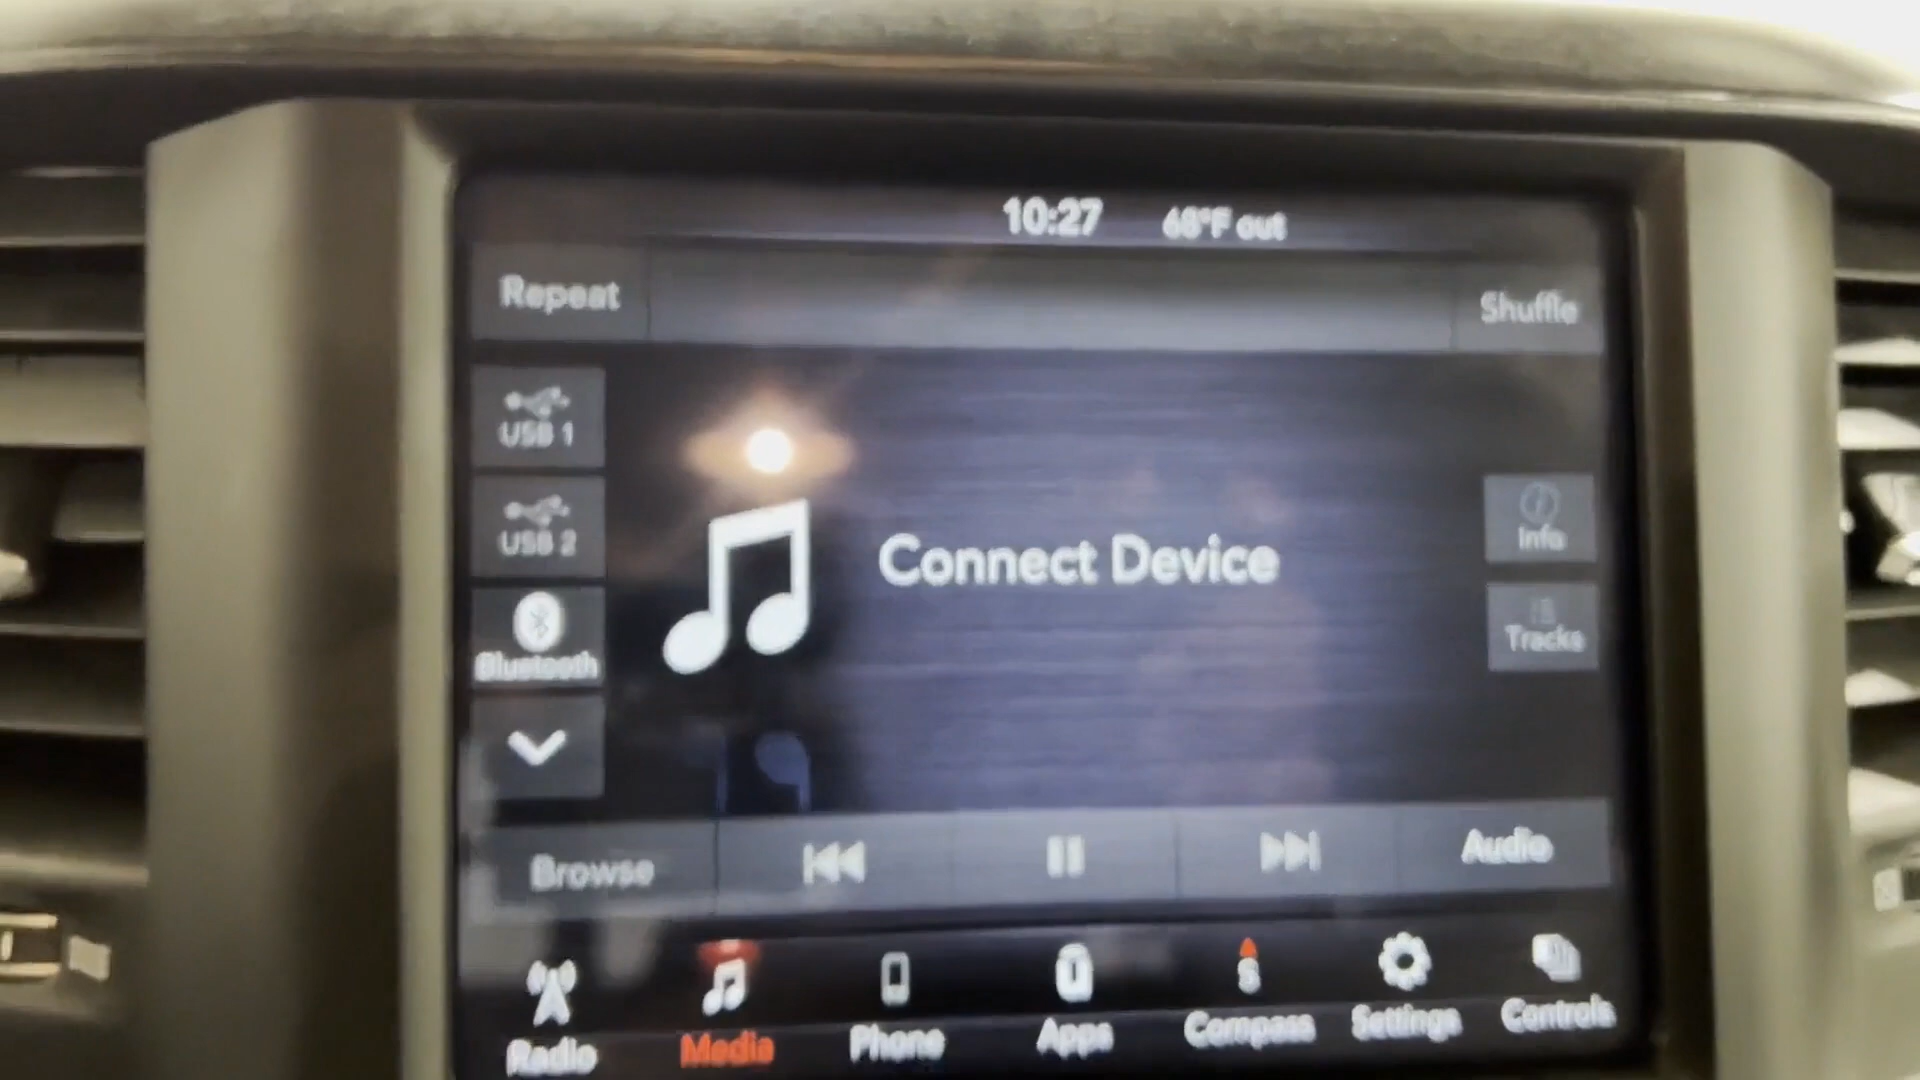 10:27 68°F out
Repeat
Shuffle
USB 1
USB 2
Bluetooth
Connect Device
Info
Tracks
Browse
Audio
Radio
Media
Phone
Apps
S
Compass
Settings
Controls